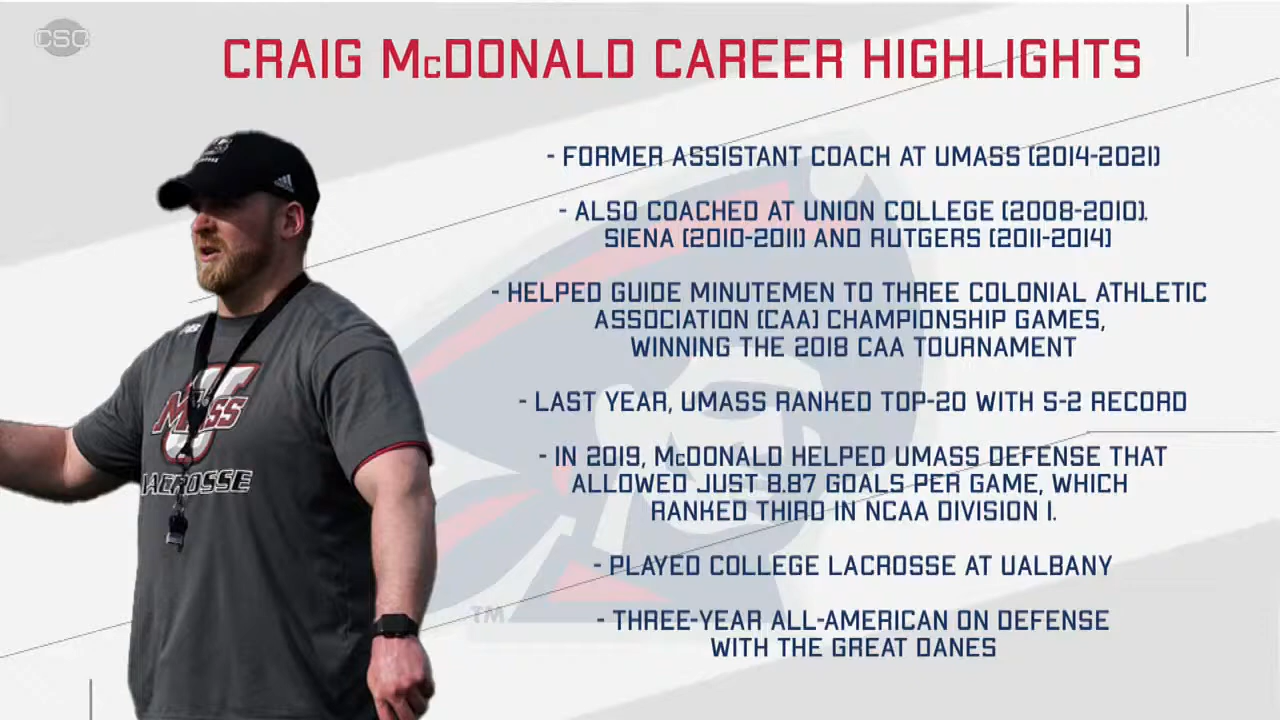 CSC
CRAIG McDONALD CAREER HIGHLIGHTS
- FORMER ASSISTANT COACH AT UMASS (2014-2021)
- ALSO COACHED AT UNION COLLEGE (2008-2010).
SIENA (2010-2011) AND RUTGERS (2011-2014)
- HELPED GUIDE MINUTEMEN TO THREE COLONIAL ATHLETIC
ASSOCIATION (CAA) CHAMPIONSHIP GAMES,
WINNING THE 2018 CAA TOURNAMENT
- LAST YEAR, UMASS RANKED TOP-20 WITH 5-2 RECORD
- IN 2019, McDONALD HELPED UMASS DEFENSE THAT
ALLOWED JUST 8.87 GOALS PER GAME, WHICH
RANKED THIRD IN NCAA DIVISION I.
- PLAYED COLLEGE LACROSSE AT UALBANY
- THREE-YEAR ALL-AMERICAN ON DEFENSE
WITH THE GREAT DANES
NB
U
MASS
LACROSSE
TM